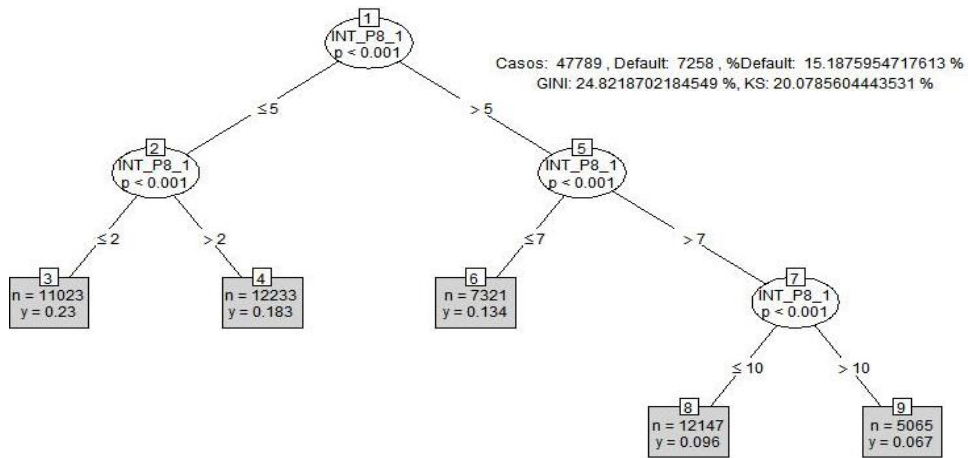 1
INT_P8_1
p < 0.001
Casos: 47789 , Default: 7258 , %Default: 15.1875954717613 %
GINI: 24.8218702184549 %, KS: 20.0785604443531 %
≤ 5
> 5
2
INT_P8_1
p < 0.001
5
INT_P8_1
p < 0.001
≤ 2
> 2
≤ 7
> 7
3
n = 11023
y = 0.23
4
n = 12233
y = 0.183
6
n = 7321
y = 0.134
7
INT_P8_1
p < 0.001
≤ 10
> 10
8
n = 12147
y = 0.096
9
n = 5065
y = 0.067